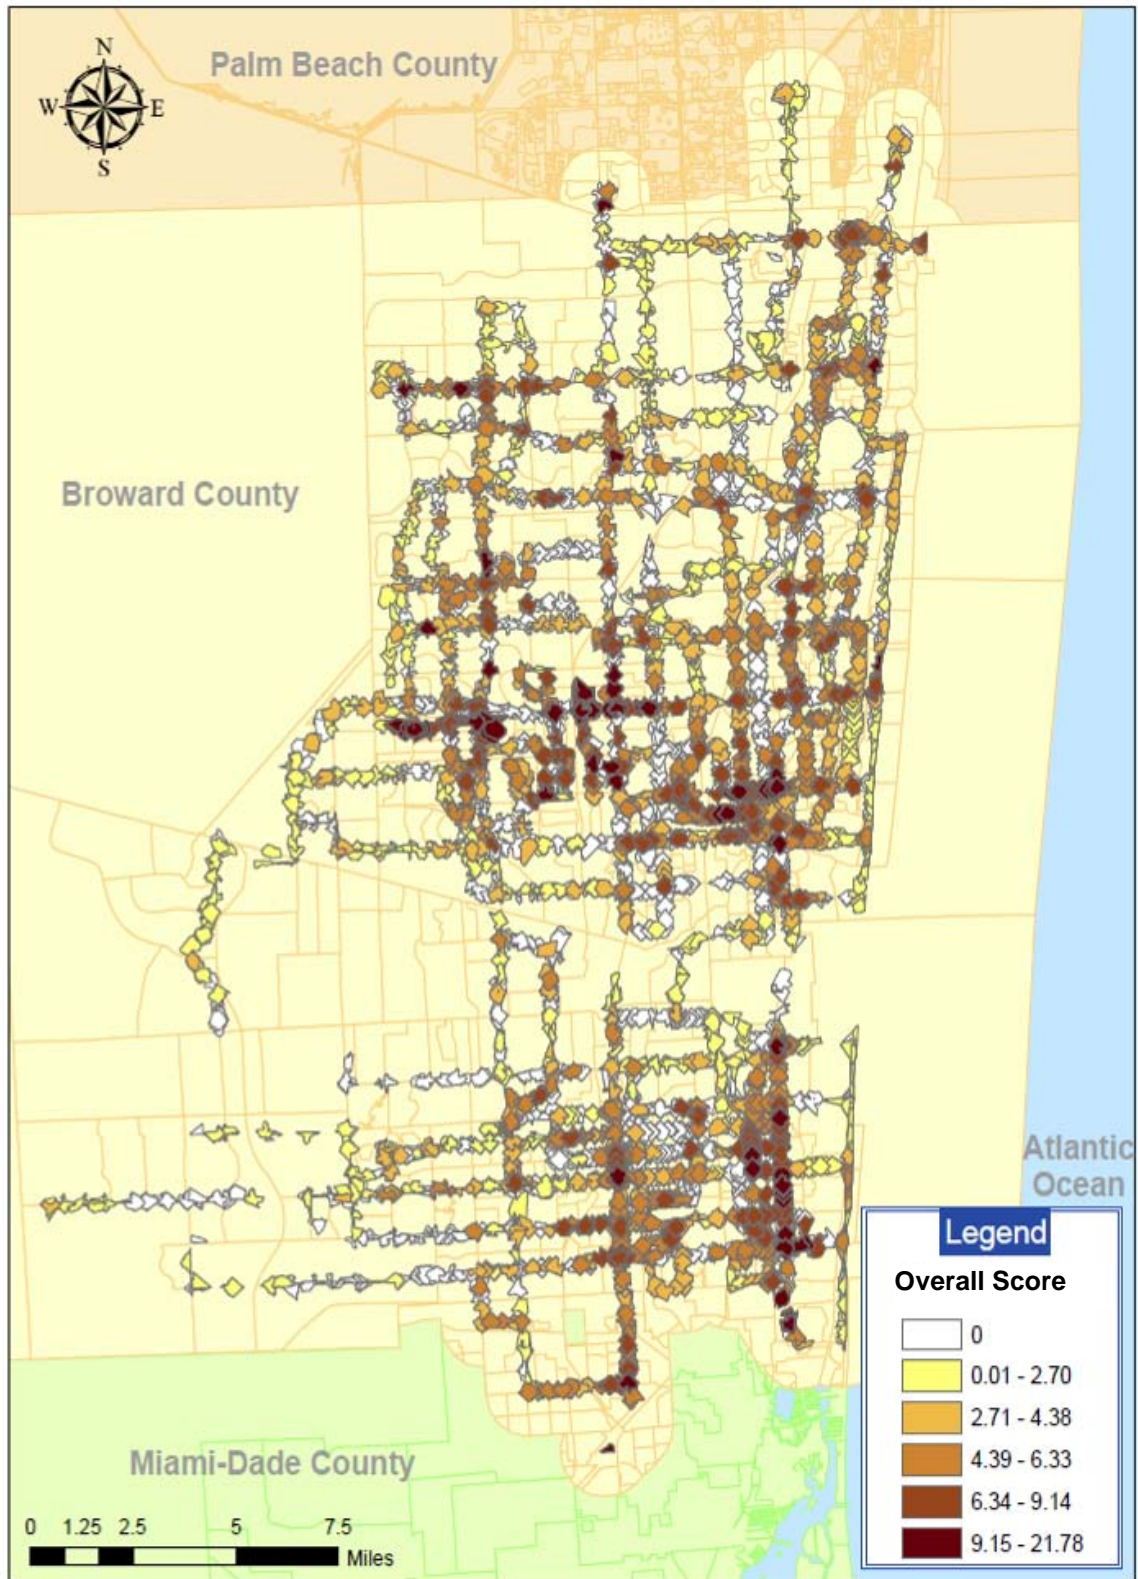 N
Palm Beach County
W E
S
Broward County
Atlantic
Ocean
Legend
Overall Score
0
0.01 - 2.70
2.71 - 4.38
4.39 - 6.33
6.34 - 9.14
9.15 - 21.78
Miami-Dade County
0 1.25 2.5 5 7.5
Miles